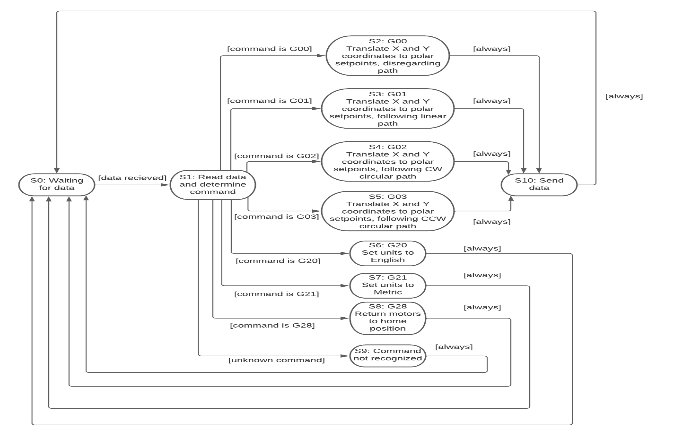 S2: G00
Translate X and Y
coordinates to polar
setpoints, disregarding
path
[command is G00]
[always]
[always]
S3: G01
Translate X and Y
coordinates to polar
setpoints, following linear
path
[command is G01]
[always]
S4: G02
Translate X and Y
coordinates to polar
setpoints, following CW
circular path
[command is G02]
[always]
S0: Waiting
for data
[data recieved]
S1: Read data
and determine
command
S10: Send
data
S5: G03
Translate X and Y
coordinates to polar
setpoints, following CCW
circular path
[command is G03]
[always]
S6: G20
Set units to
English
[command is G20]
[always]
S7: G21
Set units to
Metric
[command is G21]
[always]
S8: G28
Return motors
to home
position
[command is G28]
[always]
S9: Command
not recognized
[unknown command]
[always]